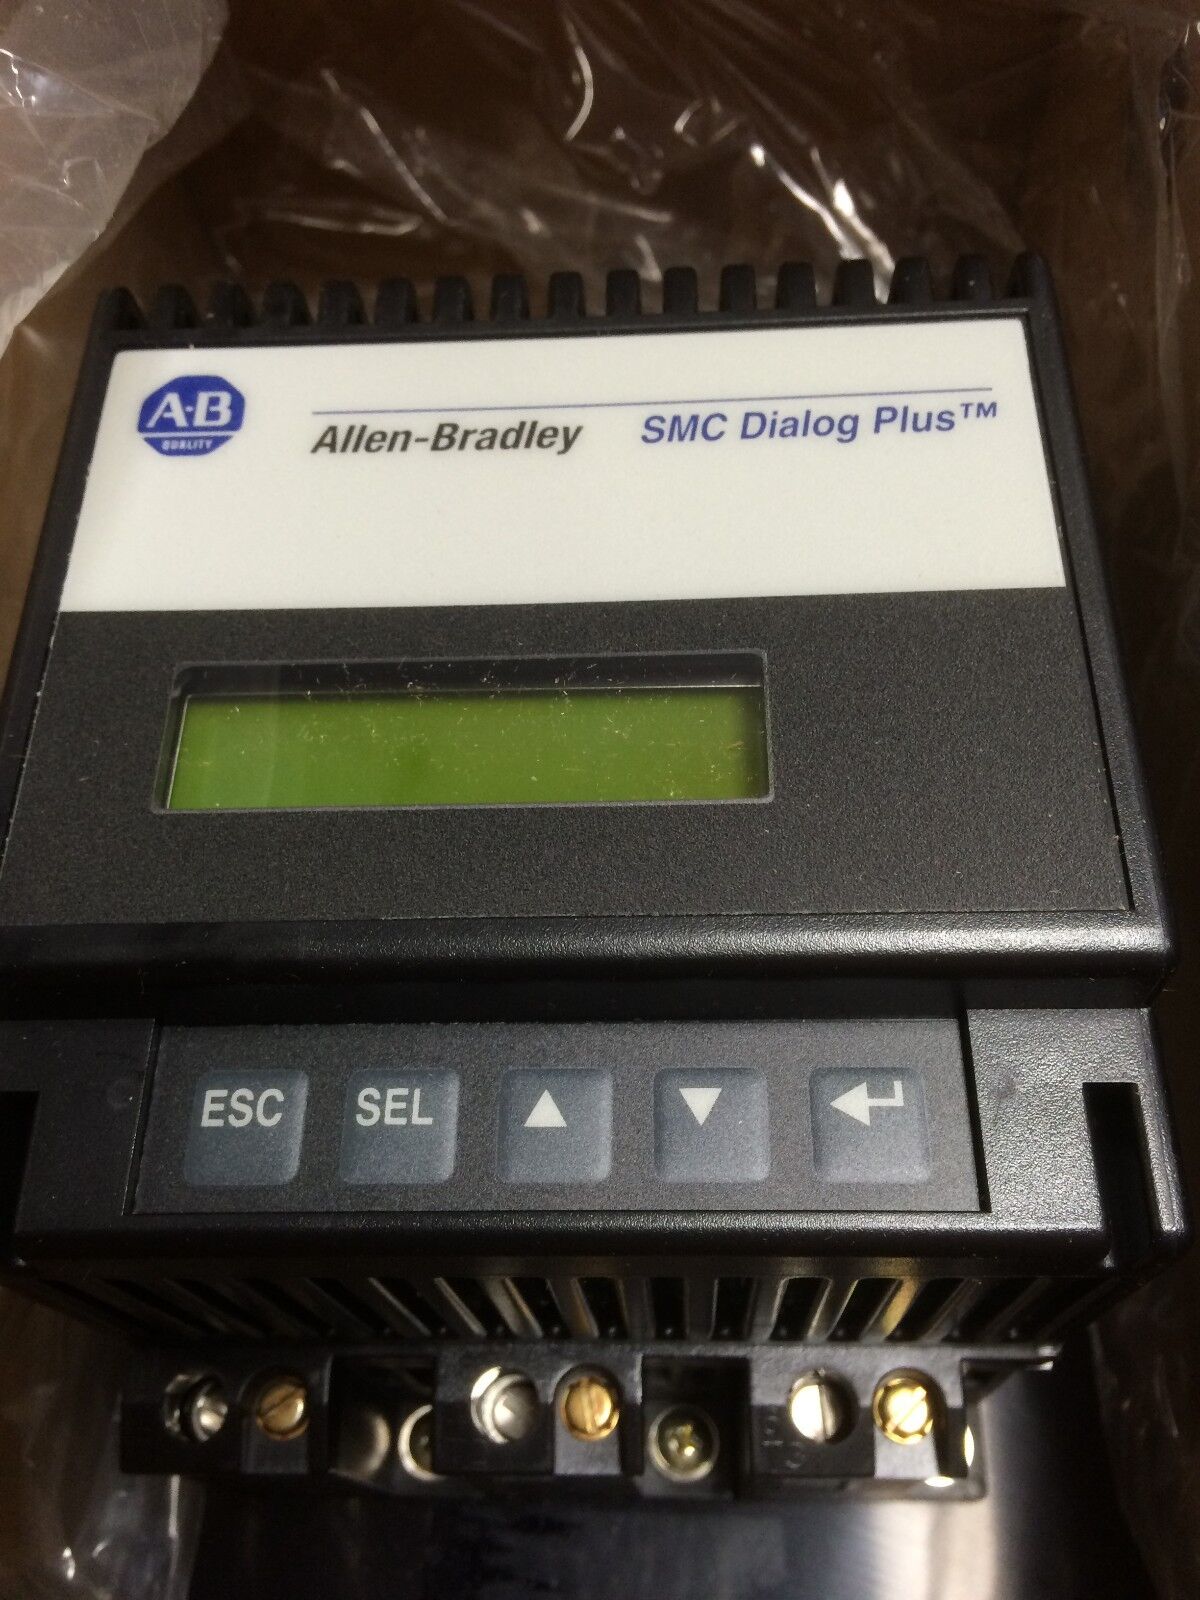 A-B
QUALITY
Allen-Bradley
SMC Dialog Plus™
ESC
SEL